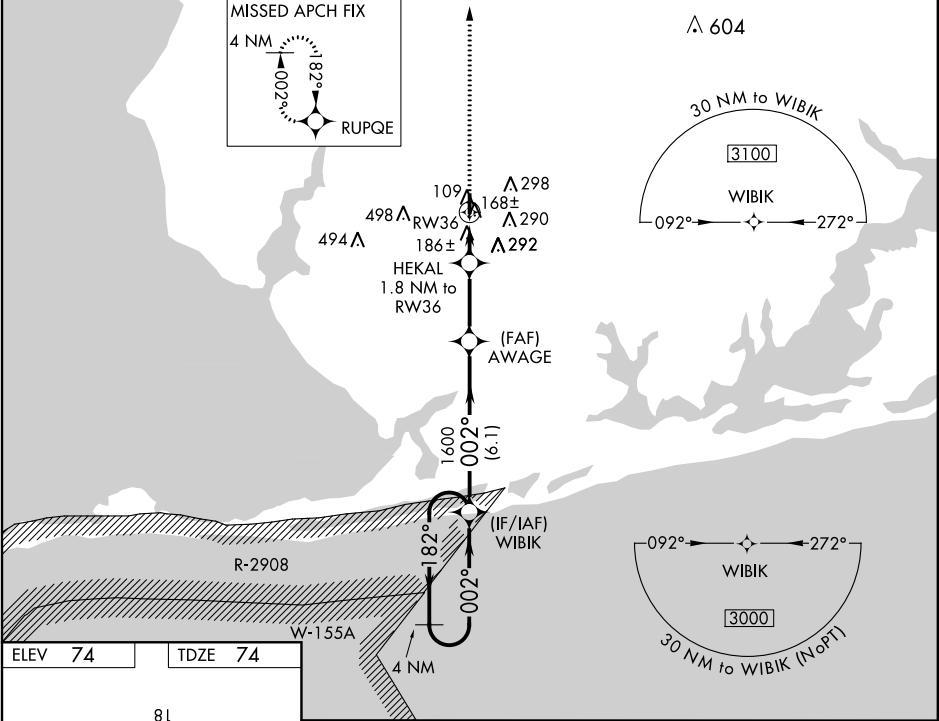 MISSED APCH FIX
4 NM
002°
182°
RUPQE
604
30 NM to WIBIK
3100
WIBIK
092°
272°
109
298
168±
498
RW36
290
494
186±
292
HEKAL
1.8 NM to
RW36
(FAF)
AWAGE
1600
002°
(6.1)
(IF/IAF)
WIBIK
182°
002°
4 NM
R-2908
W-155A
092°
272°
WIBIK
3000
30 NM to WIBIK (NoPT)
ELEV 74
TDZE 74
18